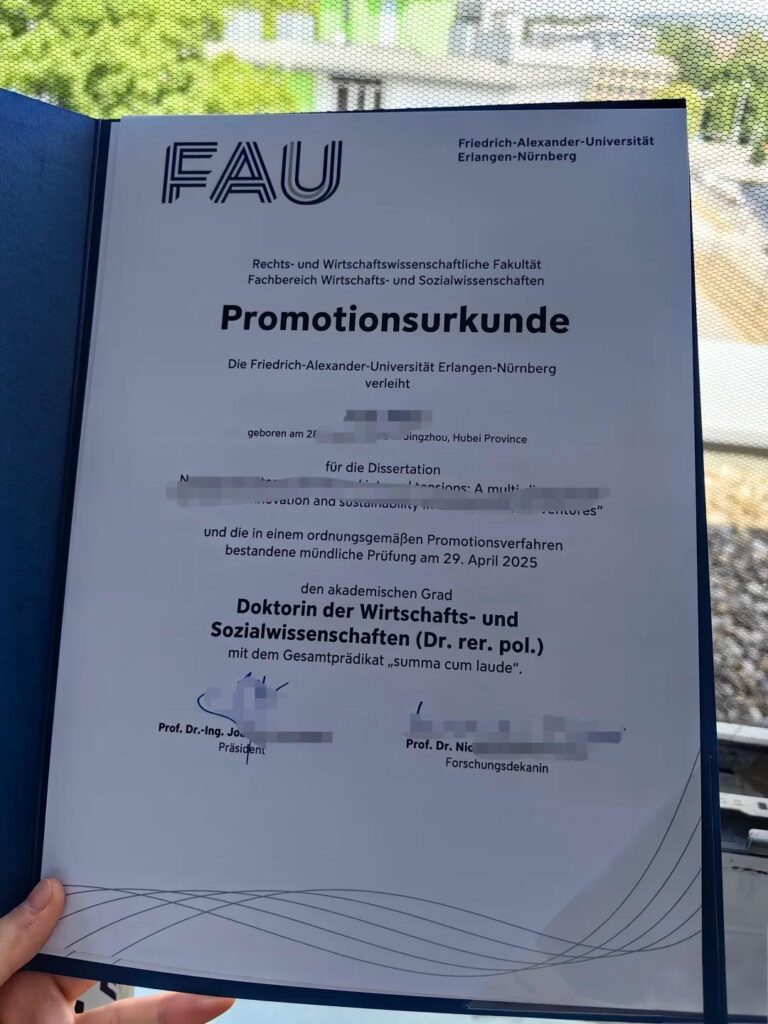 FAU
Friedrich-Alexander-Universität
Erlangen-Nürnberg
Rechts- und Wirtschaftswissenschaftliche Fakultät
Fachbereich Wirtschafts- und Sozialwissenschaften
Promotionsurkunde
Die Friedrich-Alexander-Universität Erlangen-Nürnberg
verleiht
geboren am 28 Hubei Province
für die Dissertation
A
and sustainability
und die in einem ordnungsgemäßen Promotionsverfahren
bestandene mündliche Prüfung am 29. April 2025
den akademischen Grad
Doktorin der Wirtschafts- und
Sozialwissenschaften (Dr. rer. pol.)
mit dem Gesamtprädikat „summa cum laude“.
Prof. Dr.-Ing.
Präsident
Prof. Dr.
Forschungsdekanin